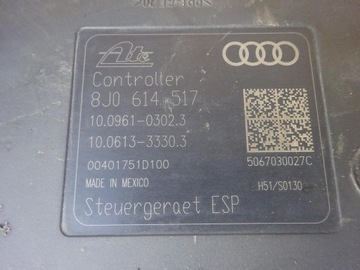 Ate
Controller
8J0 614 517
10.0961-0302.3
10.0613-3330.3
00401751D100
5067030027C
MADE IN MEXICO
H51/S0130
Steuergeraet ESP